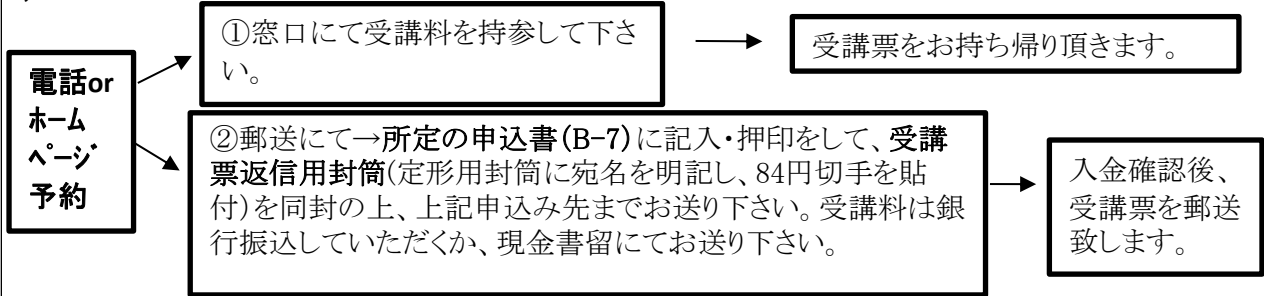 電話or
ホーム
ページ
予約
①窓口にて受講料を持参して下さ
い。
受講票をお持ち帰り頂きます。
②郵送にて→所定の申込書(B-7)に記入・押印をして、受講
票返信用封筒(定形用封筒に宛名を明記し、84円切手を貼
付)を同封の上、上記申込み先までお送り下さい。受講料は銀
行振込していただくか、現金書留にてお送り下さい。
入金確認後、
受講票を郵送
致します。